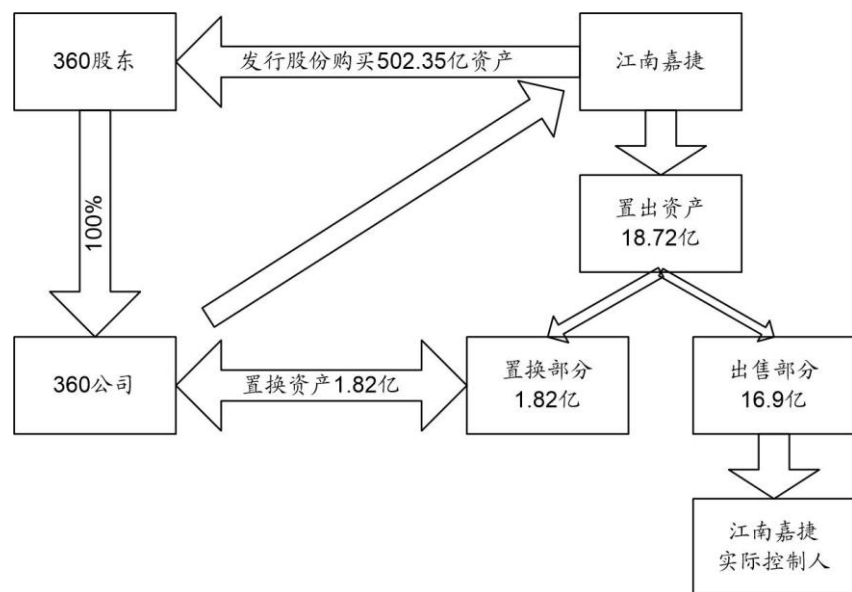 360股东
发行股份购买502.35亿资产
江南嘉捷
100%
置出资产
18.72亿
360公司
置换资产1.82亿
置换部分
1.82亿
出售部分
16.9亿
江南嘉捷
实际控制人